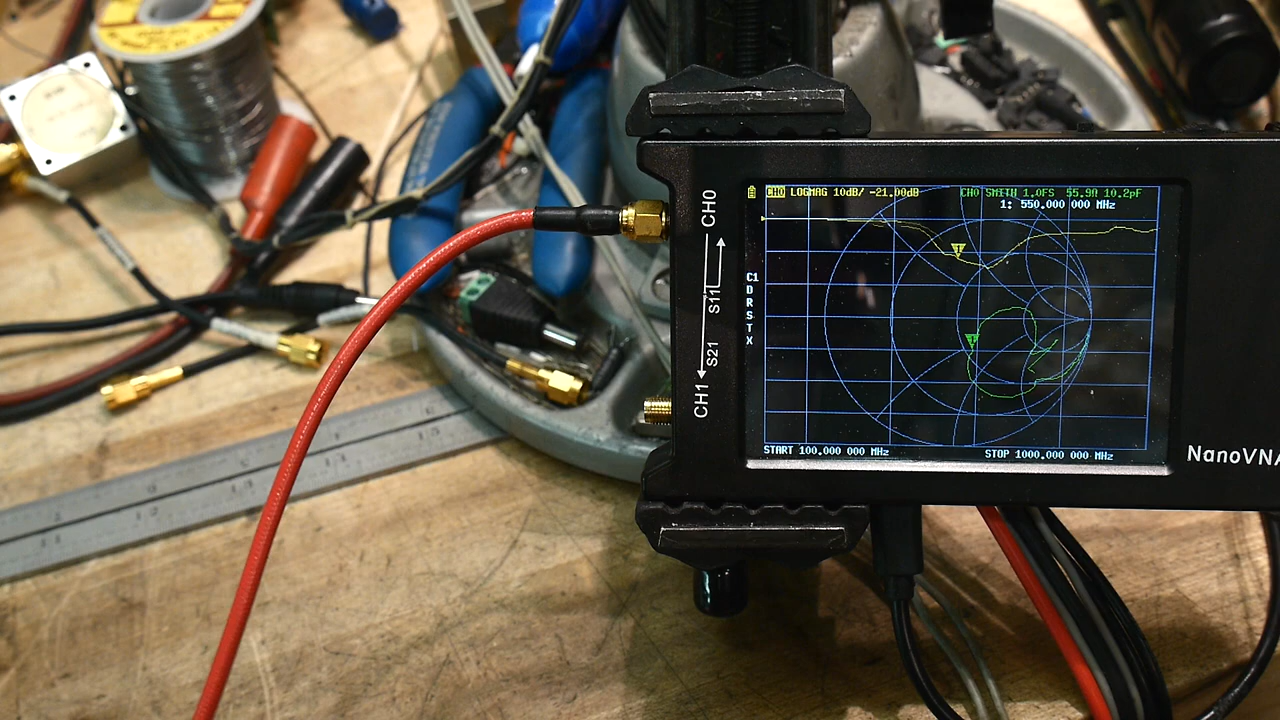 CH0 LOGMAG 10dB/ -21.00dB
CH0 SMITH 1.0FS 55.9Ω 10.2pF
1: 550.000 000 MHz
C1
D
R
S
T
X
START 100.000 000 MHz
STOP 1000.000 000 MHz
CH0
S11
S21
CH1
NanoVNA